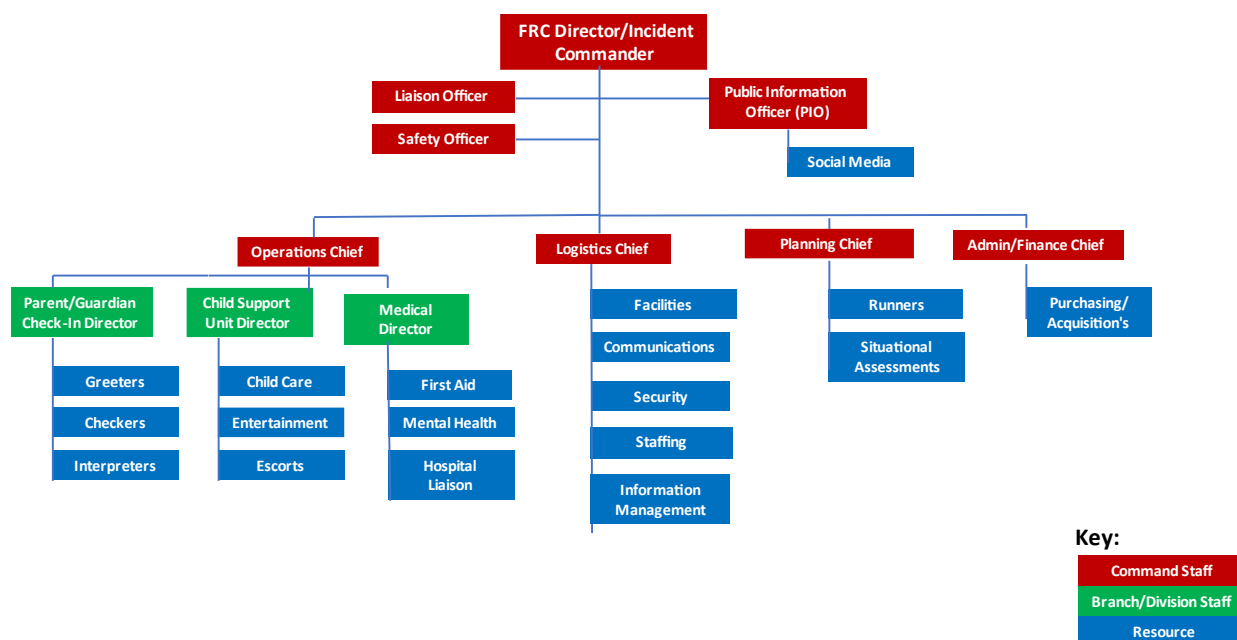 FRC Director/Incident
Commander
Liaison Officer
Public Information
Officer (PIO)
Safety Officer
Social Media
Operations Chief
Logistics Chief
Planning Chief
Admin/Finance Chief
Parent/Guardian
Check-In Director
Child Support
Unit Director
Medical
Director
Facilities
Runners
Purchasing/
Acquisition's
Communications
Situational
Assessments
Greeters
Child Care
First Aid
Security
Checkers
Entertainment
Mental Health
Staffing
Interpreters
Escorts
Hospital
Liaison
Information
Management
Key:
Command Staff
Branch/Division Staff
Resource